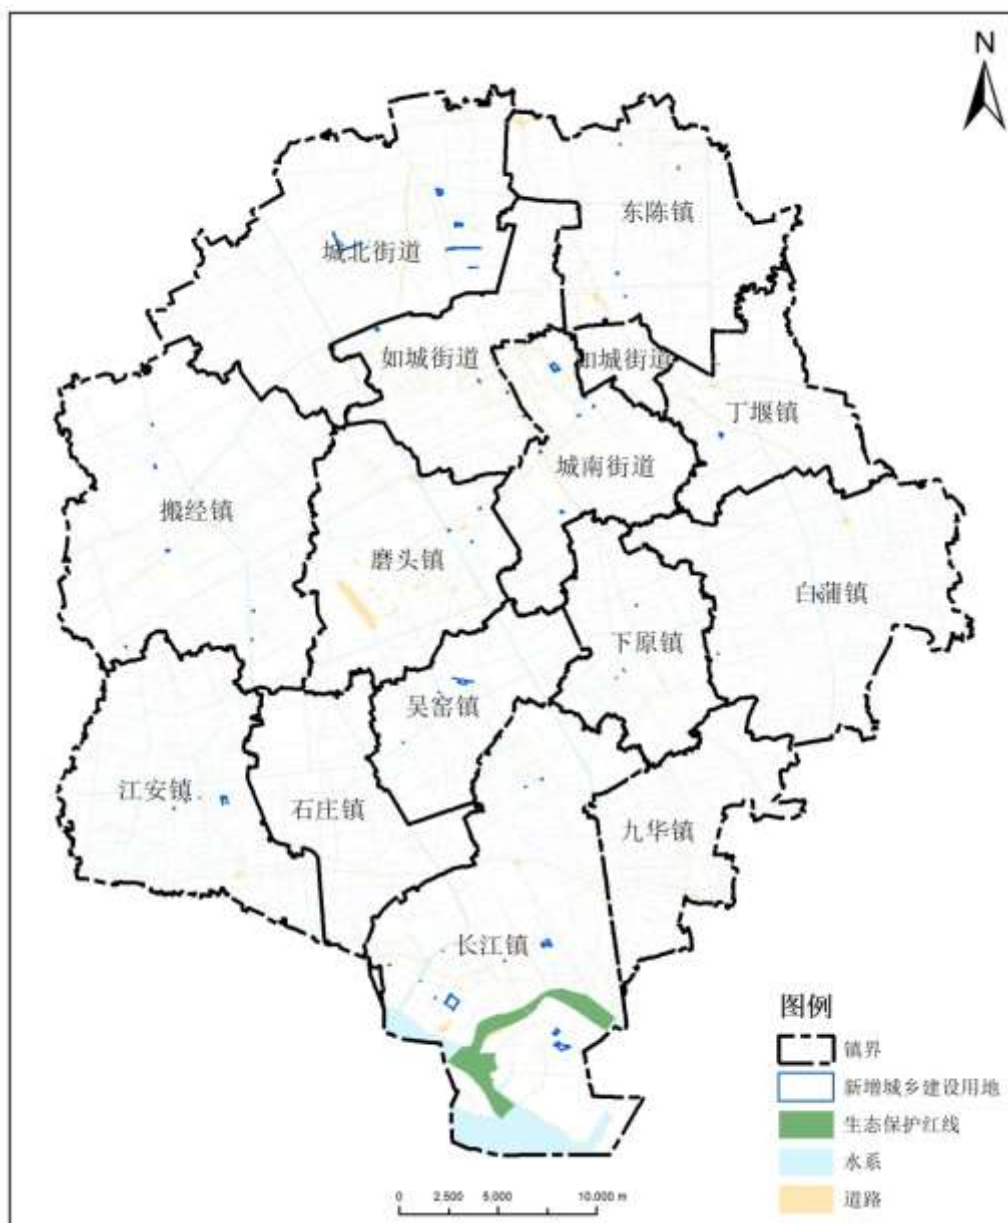 N
东陈镇
城北街道
如城街道
如城街道
丁堰镇
城南街道
搬经镇
磨头镇
白蒲镇
下原镇
吴窑镇
江安镇
石庄镇
九华镇
长江镇
图例
镇界
新增城乡建设用地
生态保护红线
水系
道路
0 2.500 5.000 10.000 m